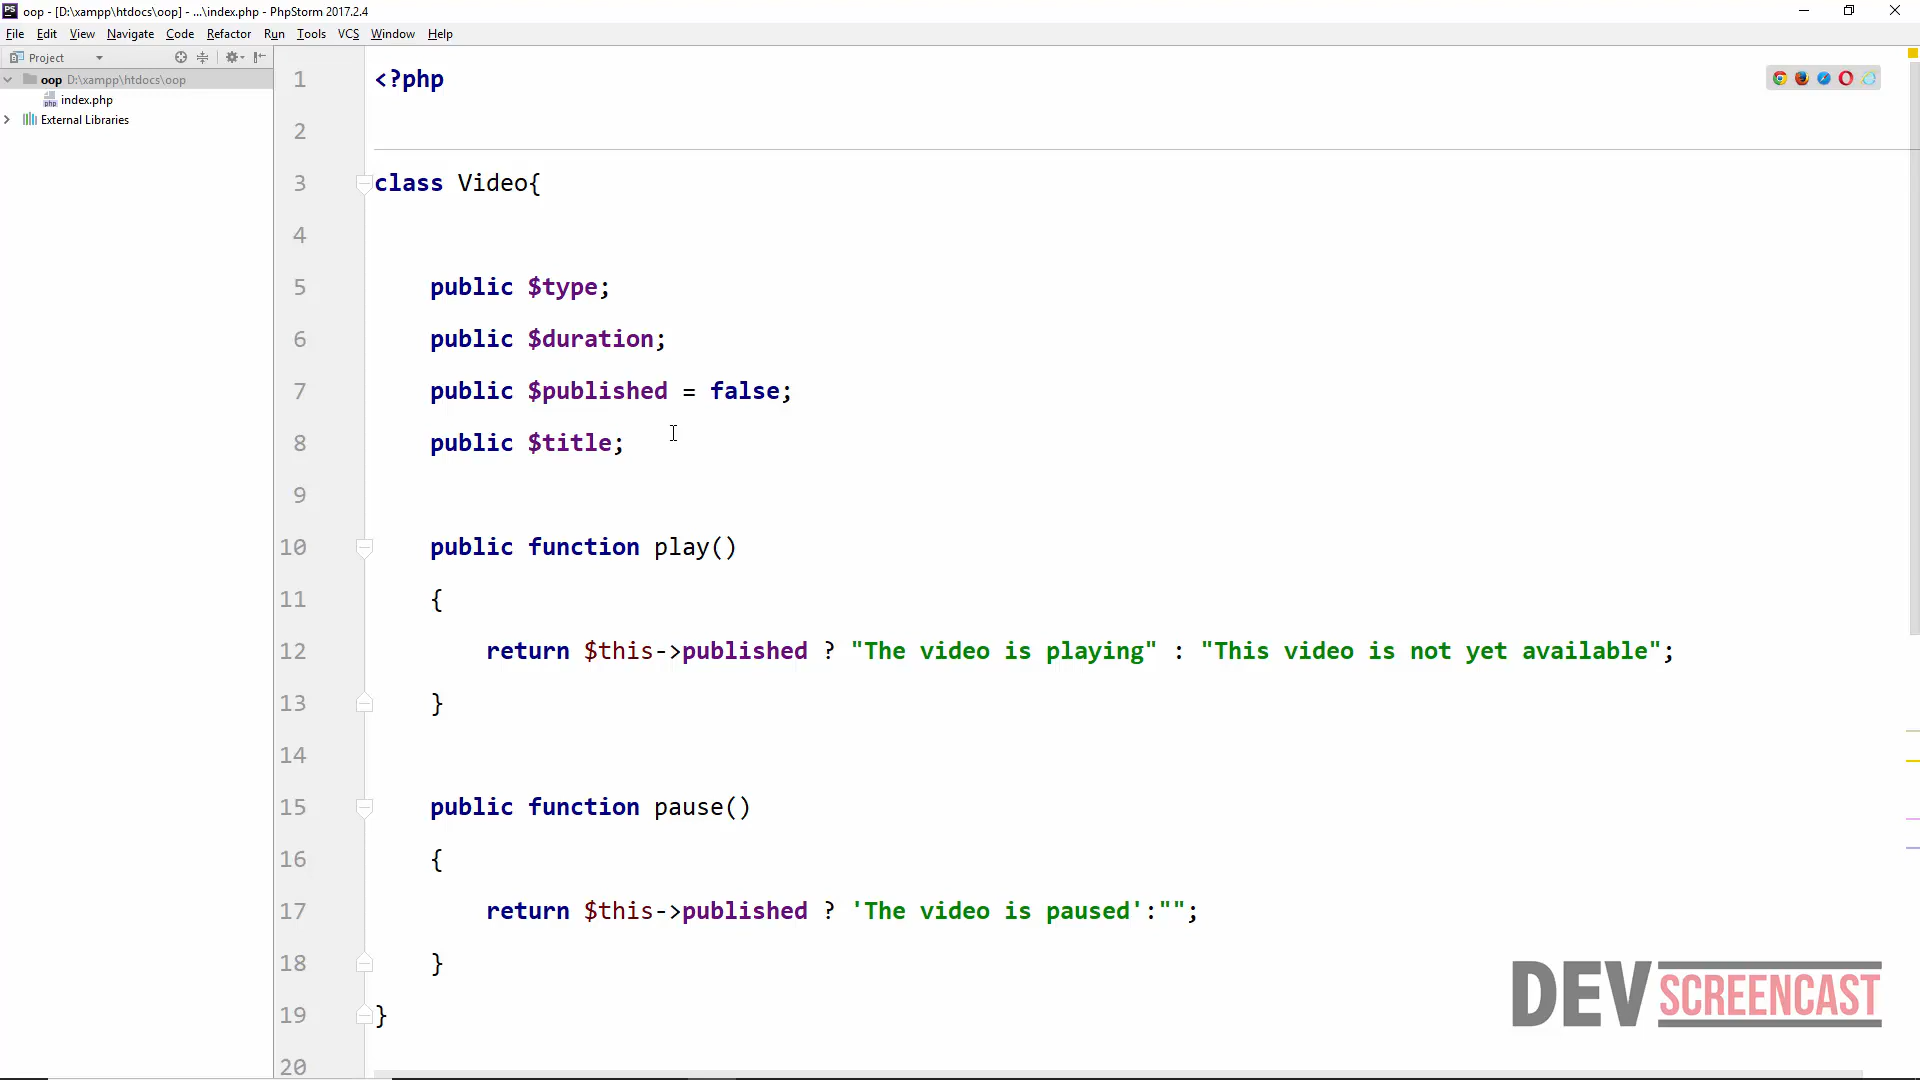 oop - [D:\xampp\htdocs\oop] - ...\index.php - PhpStorm 2017.2.4
File Edit View Navigate Code Refactor Run Tools VCS Window Help
Project
oop D:\xampp\htdocs\oop
index.php
External Libraries
1 <?php
2
3 class Video{
4
5 public $type;
6 public $duration;
7 public $published = false;
8 public $title;
9
10 public function play()
11 {
12 return $this->published ? "The video is playing" : "This video is not yet available";
13 }
14
15 public function pause()
16 {
17 return $this->published ? 'The video is paused':"";
18 }
19 }
20
DEVSCREENCAST